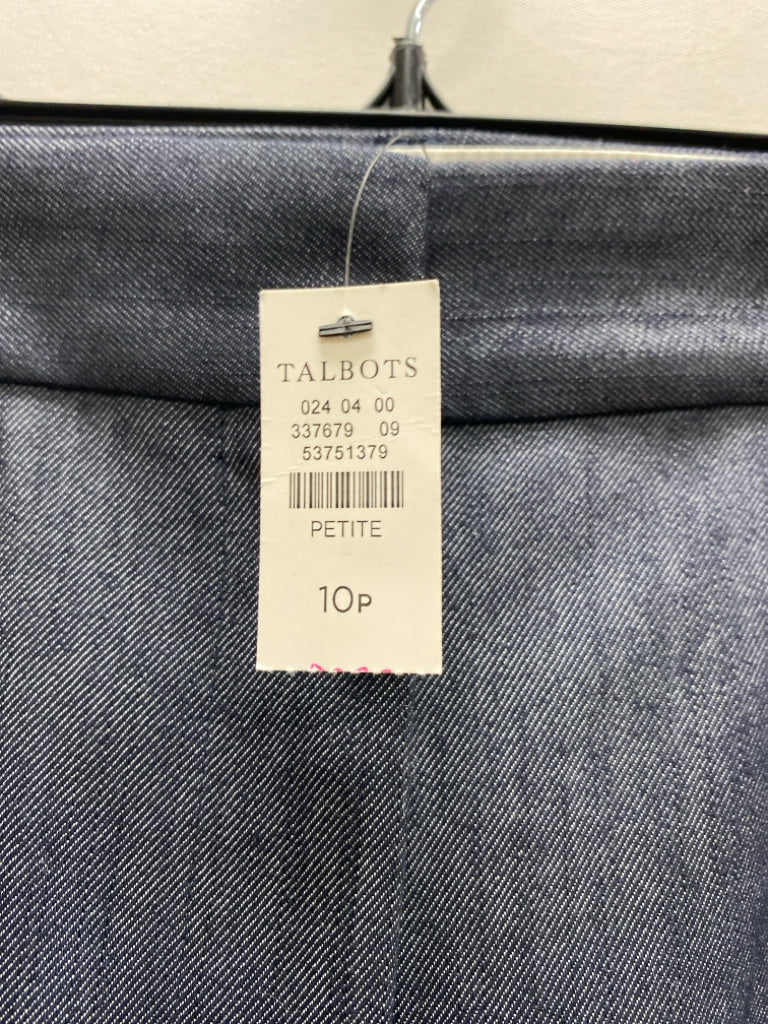 TALBOTS
024 04 00
337679 09
53751379
PETITE
10P